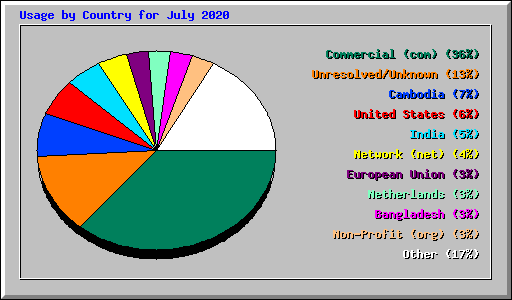 Usage by Country for July 2020
Commercial (com) (36%)
Unresolved/Unknown (13%)
Cambodia (7%)
United States (6%)
India (5%)
Network (net) (4%)
European Union (3%)
Netherlands (3%)
Bangladesh (3%)
Non-Profit (org) (3%)
Other (17%)